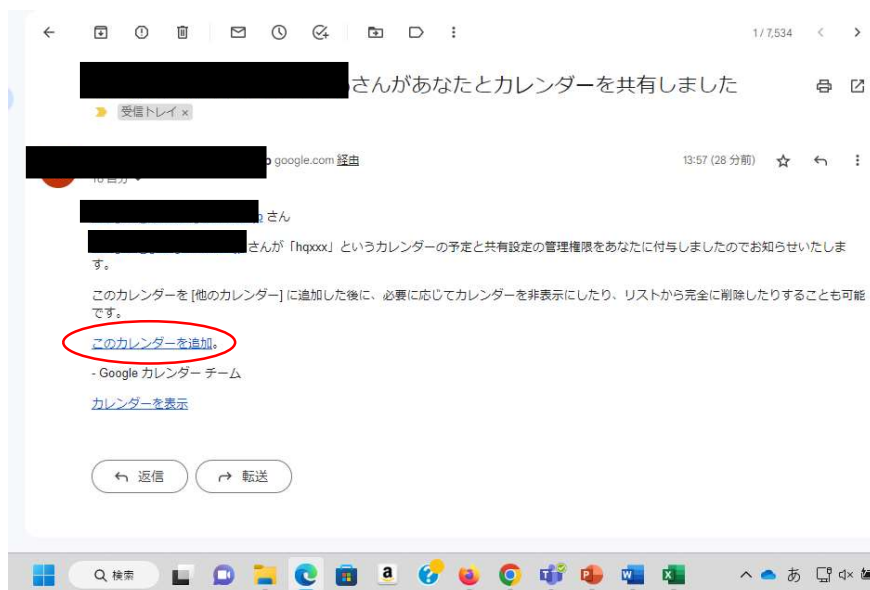 1 / 7,534
さんがあなたとカレンダーを共有しました
受信トレイ ×
google.com 経由
13:57 (28 分前)
さん
さんが「hqxxx」というカレンダーの予定と共有設定の管理権限をあなたに付与しましたのでお知らせいたしま
す。
このカレンダーを [他のカレンダー] に追加した後に、必要に応じてカレンダーを非表示にしたり、リストから完全に削除したりすることも可能
です。
このカレンダーを追加。
- Google カレンダー チーム
カレンダーを表示
返信
転送
検索
a
あ